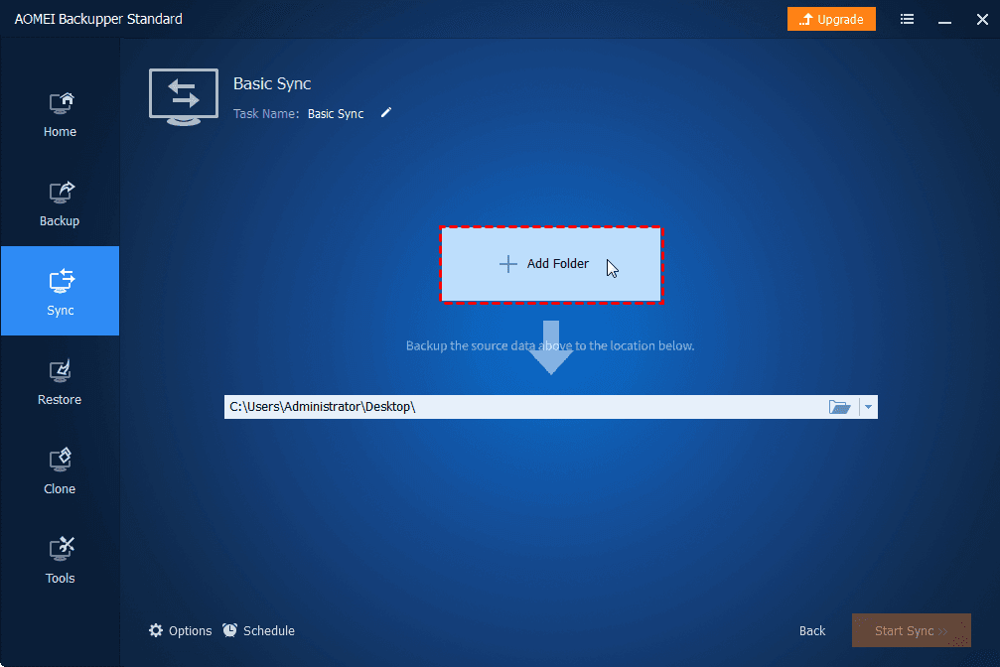 AOMEI Backupper Standard
Upgrade
Home
Backup
Sync
Restore
Clone
Tools
Basic Sync
Task Name: Basic Sync
Add Folder
Backup the source data above to the location below.
C:\Users\Administrator\Desktop\
Options Schedule
Back
Start Sync >>